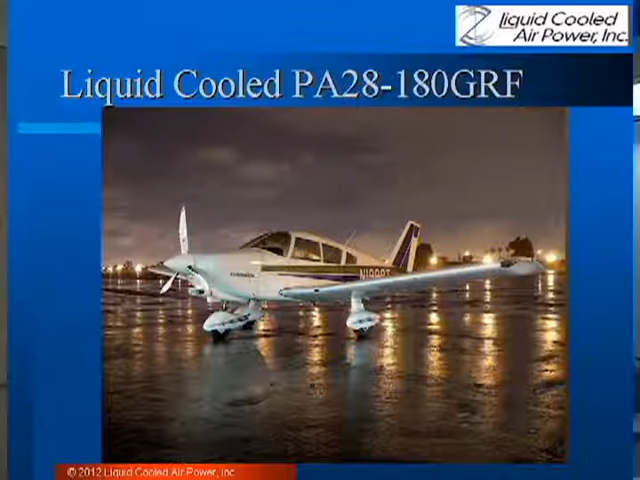 Liquid Cooled
Air Power, Inc.
Liquid Cooled PA28-180GRF
© 2012 Liquid Cooled Air Power, inc